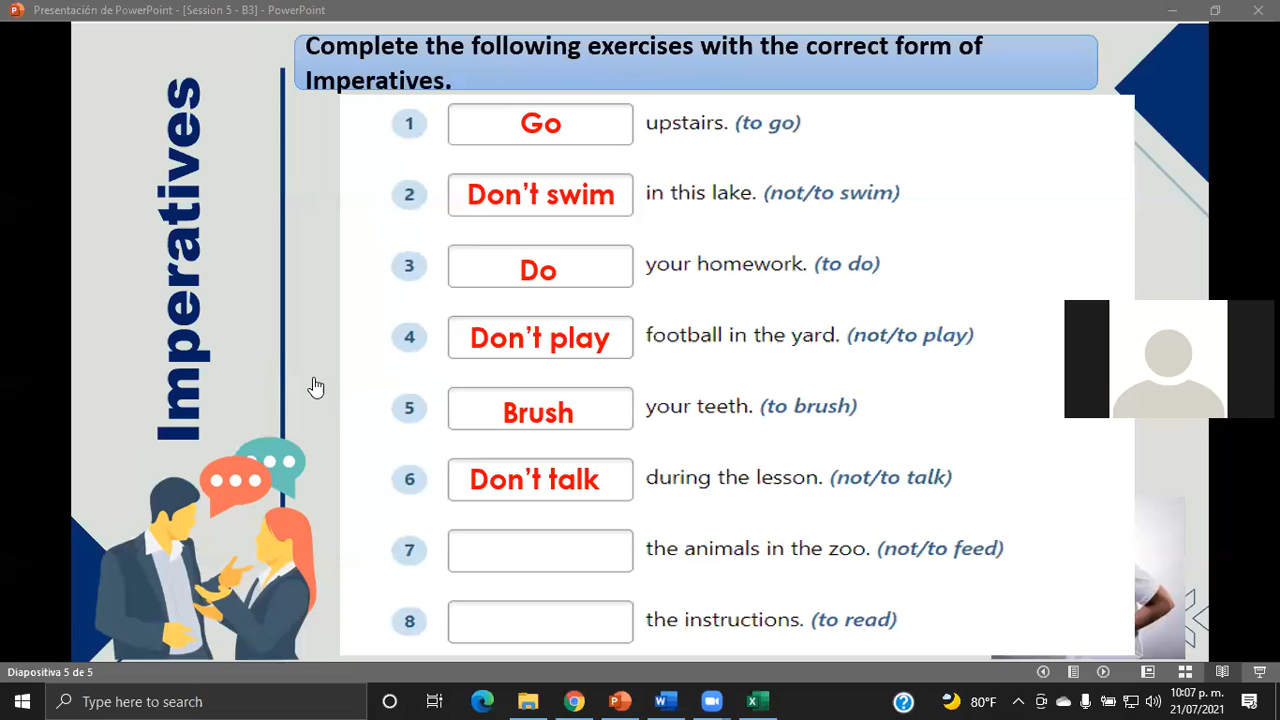 Presentación de PowerPoint - [Session 5 - B3] - PowerPoint
Complete the following exercises with the correct form of
Imperatives.
Imperatives
1 Go upstairs. (to go)
2 Don't swim in this lake. (not/to swim)
3 Do your homework. (to do)
4 Don't play football in the yard. (not/to play)
5 Brush your teeth. (to brush)
6 Don't talk during the lesson. (not/to talk)
7 the animals in the zoo. (not/to feed)
8 the instructions. (to read)
Diapositiva 5 de 5
Type here to search
80°F
10:07 p. m.
21/07/2021